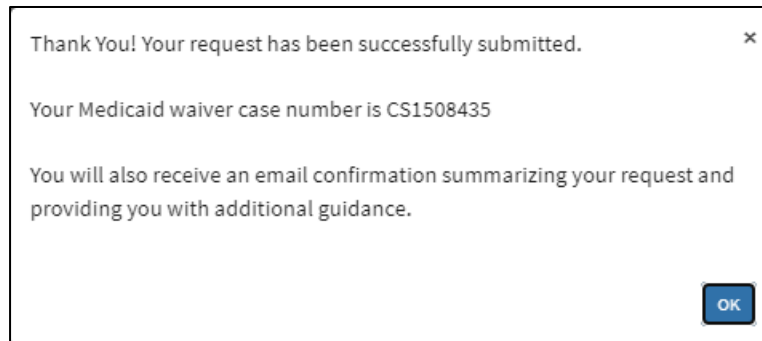 Thank You! Your request has been successfully submitted.
×
Your Medicaid waiver case number is CS1508435
You will also receive an email confirmation summarizing your request and
providing you with additional guidance.
OK